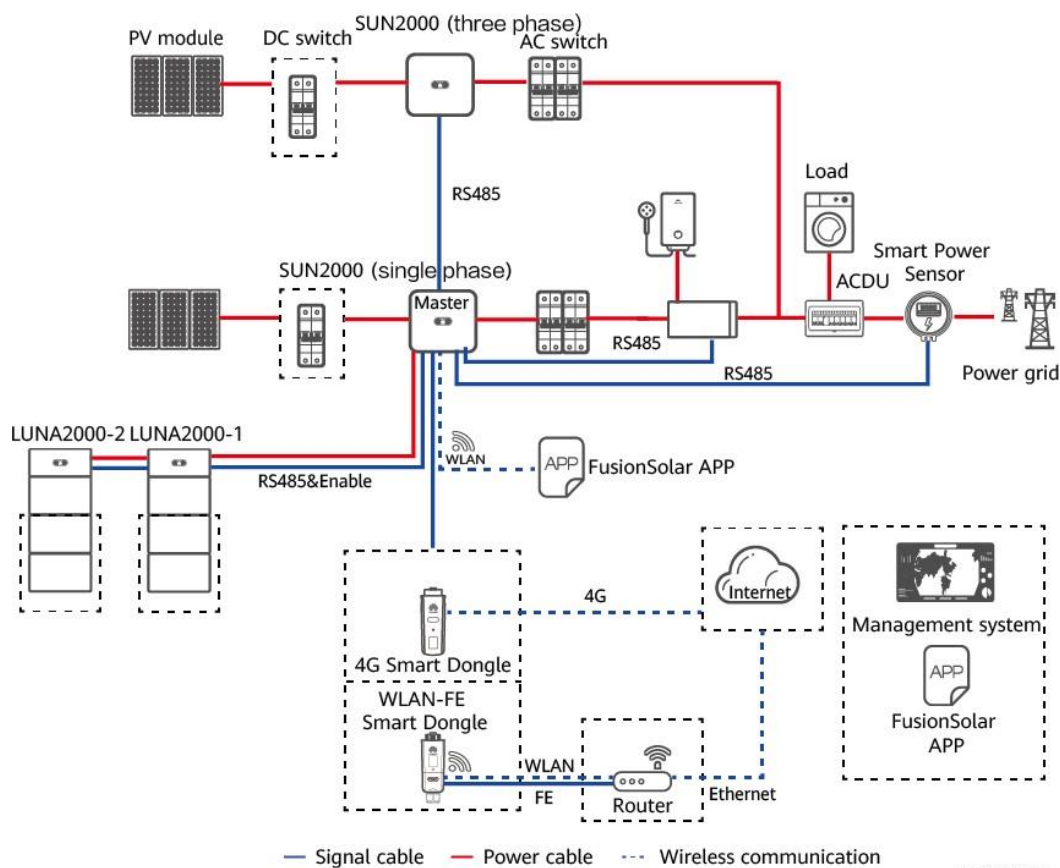 SUN2000 (three phase)
PV module
DC switch
AC switch
RS485
Load
Smart Power
Sensor
SUN2000 (single phase)
Master
ACDU
RS485
RS485
Power grid
LUNA2000-2
LUNA2000-1
RS485&Enable
WLAN
APP
FusionSolar APP
Internet
4G
4G Smart Dongle
Management system
APP
FusionSolar
APP
WLAN-FE
Smart Dongle
WLAN
FE
Router
Ethernet
Signal cable
Power cable
Wireless communication